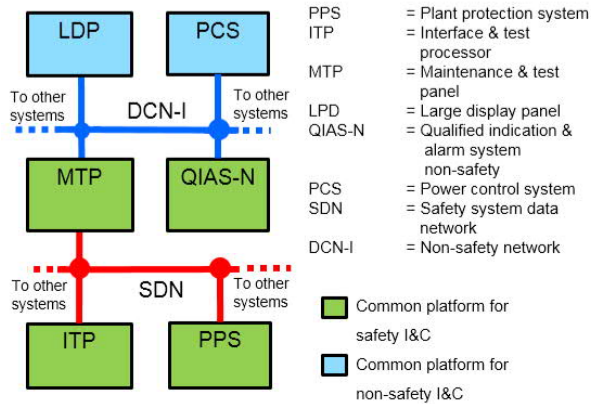 LDP
PCS
To other
systems
DCN-I
To other
systems
MTP
QIAS-N
To other
systems
SDN
To other
systems
ITP
PPS
PPS = Plant protection system
ITP = Interface & test
processor
MTP = Maintenance & test
panel
LPD = Large display panel
QIAS-N = Qualified indication &
alarm system
non-safety
PCS = Power control system
SDN = Safety system data
network
DCN-I = Non-safety network
Common platform for
safety I&C
Common platform for
non-safety I&C